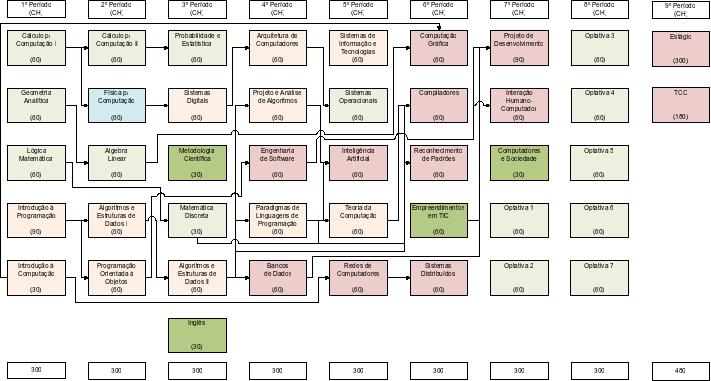 1º Período
(CH)
2º Período
(CH)
3º Período
(CH)
4º Período
(CH)
5º Período
(CH)
6º Período
(CH)
7º Período
(CH)
8º Período
(CH)
9º Período
(CH)
Cálculo p/
Computação I
(60)
Cálculo p/
Computação II
(60)
Probabilidade e
Estatística
(60)
Arquitetura de
Computadores
(60)
Sistemas de
Informação e
Tecnologias
(60)
Computação
Gráfica
(60)
Projeto de
Desenvolvimento
(90)
Optativa 3
(60)
Estágio
(300)
Geometria
Analítica
(60)
Física p/
Computação
(60)
Sistemas
Digitais
(60)
Projeto e Análise
de Algoritmos
(60)
Sistemas
Operacionais
(60)
Compiladores
(60)
Interação
Humano-
Computador
(60)
Optativa 4
(60)
TCC
(180)
Lógica
Matemática
(60)
Álgebra
Linear
(60)
Metodologia
Científica
(30)
Engenharia
de Software
(60)
Inteligência
Artificial
(60)
Reconhecimento
de Padrões
(60)
Computadores
e Sociedade
(30)
Optativa 5
(60)
Introdução à
Programação
(90)
Algoritmos e
Estruturas de
Dados I
(60)
Matemática
Discreta
(30)
Paradigmas de
Linguagens de
Programação
(60)
Teoria da
Computação
(60)
Empreendimentos
em TIC
(60)
Optativa 1
(60)
Optativa 6
(60)
Introdução à
Computação
(30)
Programação
Orientada à
Objetos
(60)
Algoritmos e
Estruturas de
Dados II
(60)
Bancos
de Dados
(60)
Redes de
Computadores
(60)
Sistemas
Distribuídos
(60)
Optativa 2
(60)
Optativa 7
(60)
Inglês
(30)
300
300
300
300
300
300
300
300
480